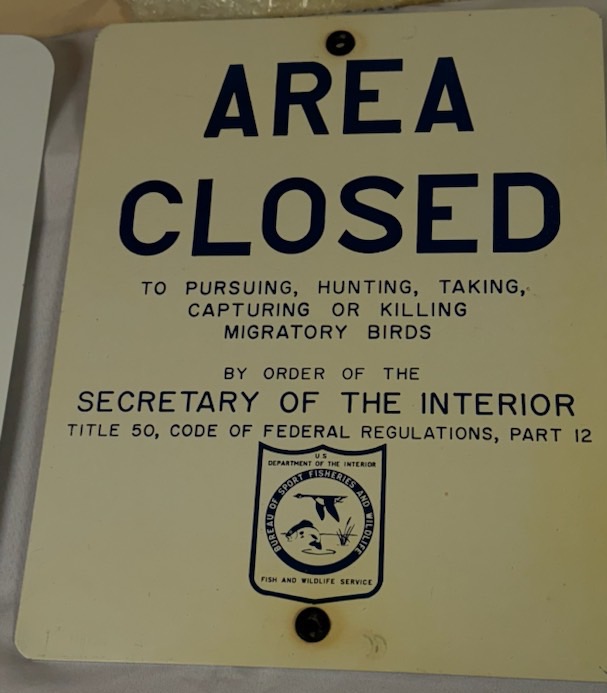 AREA
CLOSED
TO PURSUING, HUNTING, TAKING,
CAPTURING OR KILLING
MIGRATORY BIRDS
BY ORDER OF THE
SECRETARY OF THE INTERIOR
TITLE 50, CODE OF FEDERAL REGULATIONS, PART 12
U S
DEPARTMENT OF THE INTERIOR
BUREAU OF SPORT FISHERIES AND WILDLIFE
FISH AND WILDLIFE SERVICE